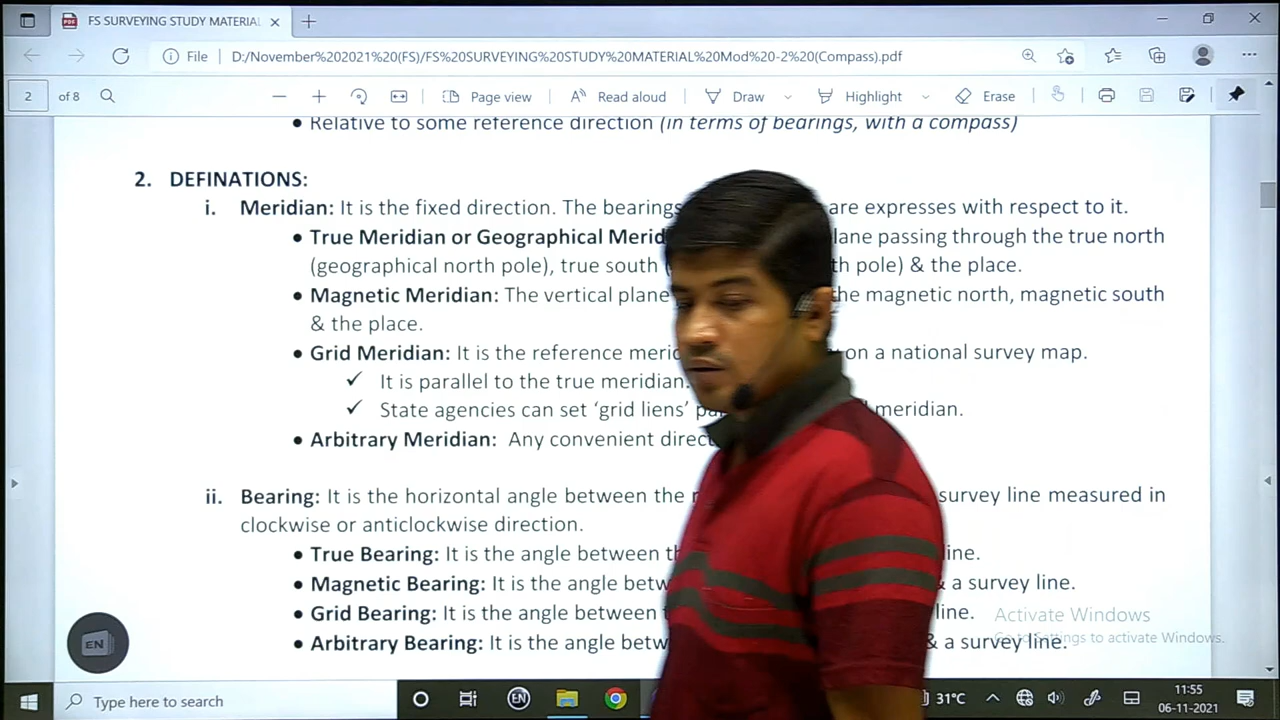 FS SURVEYING STUDY MATERIAL
File
D:/November%202021%20(FS)/FS%20SURVEYING%20STUDY%20MATERIAL%20Mod%20-2%20(Compass).pdf
2 of 8
Page view
Read aloud
Draw
Highlight
Erase
• Relative to some reference direction (in terms of bearings, with a compass)
2. DEFINATIONS:
i. Meridian: It is the fixed direction. The bearings are expresses with respect to it.
• True Meridian or Geographical passing through the true north
(geographical north pole), true south pole) & the place.
• Magnetic Meridian: The vertical plane the magnetic north, magnetic south
& the place.
• Grid Meridian: It is the reference on a national survey map.
✓ It is parallel to the true meridian.
✓ State agencies can set ‘grid liens’ meridian.
• Arbitrary Meridian: Any convenient
ii. Bearing: It is the horizontal angle between the survey line measured in
clockwise or anticlockwise direction.
• True Bearing: It is the angle between line.
• Magnetic Bearing: It is the angle & a survey line.
• Grid Bearing: It is the angle between line.
• Arbitrary Bearing: It is the angle & a survey line.
Activate Windows
Go to Settings to activate Windows.
EN
Type here to search
EN
31°C
11:55
06-11-2021